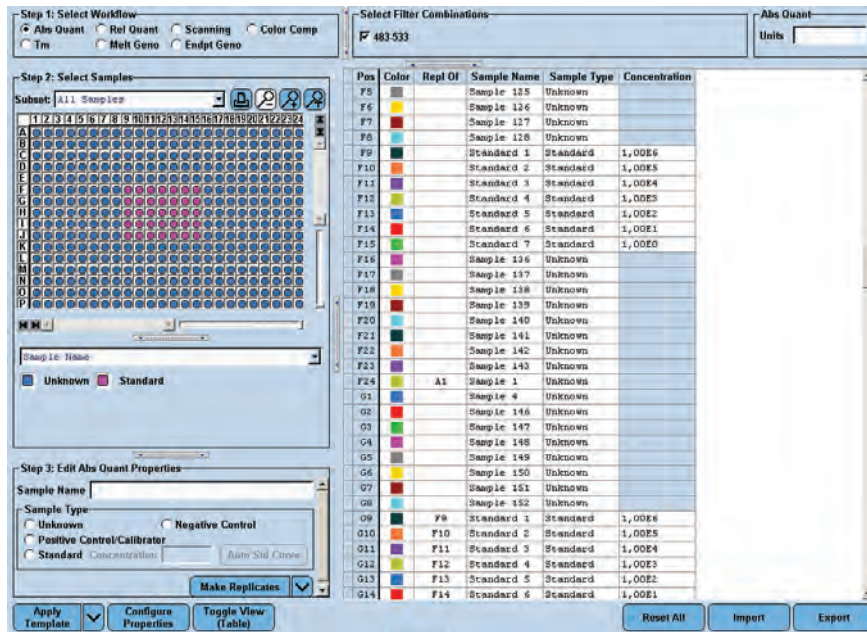 Step 1: Select Workflow
Abs Quant Rel Quant Scanning Color Comp
Tm Melt Geno Endpt Geno
Select Filter Combinations
483-533
Abs Quant
Units
Step 2: Select Samples
Subset: All Samples
1 2 3 4 5 6 7 8 9 10 11 12 13 14 15 16 17 18 19 20 21 22 23 24
A
B
C
D
E
F
G
H
I
J
K
L
M
N
O
P
Sample Name
Unknown Standard
Step 3: Edit Abs Quant Properties
Sample Name
Sample Type
Unknown Negative Control
Positive Control/Calibrator
Standard Concentration Auto Std Curve
Make Replicates
Pos Color Repl Of Sample Name Sample Type Concentration
F5 Sample 125 Unknown
F6 Sample 126 Unknown
F7 Sample 127 Unknown
F8 Sample 128 Unknown
F9 Standard 1 Standard 1,00E6
F10 Standard 2 Standard 1,00E5
F11 Standard 3 Standard 1,00E4
F12 Standard 4 Standard 1,00E3
F13 Standard 5 Standard 1,00E2
F14 Standard 6 Standard 1,00E1
F15 Standard 7 Standard 1,00E0
F16 Sample 136 Unknown
F17 Sample 137 Unknown
F18 Sample 138 Unknown
F19 Sample 139 Unknown
F20 Sample 140 Unknown
F21 Sample 141 Unknown
F22 Sample 142 Unknown
F23 Sample 143 Unknown
F24 A1 Sample 1 Unknown
G1 Sample 4 Unknown
G2 Sample 146 Unknown
G3 Sample 147 Unknown
G4 Sample 148 Unknown
G5 Sample 149 Unknown
G6 Sample 150 Unknown
G7 Sample 151 Unknown
G8 Sample 152 Unknown
G9 F9 Standard 1 Standard 1,00E6
G10 F10 Standard 2 Standard 1,00E5
G11 F11 Standard 3 Standard 1,00E4
G12 F12 Standard 4 Standard 1,00E3
G13 F13 Standard 5 Standard 1,00E2
G14 F14 Standard 6 Standard 1,00E1
Apply Template
Configure Properties
Toggle View (Table)
Reset All Import Export